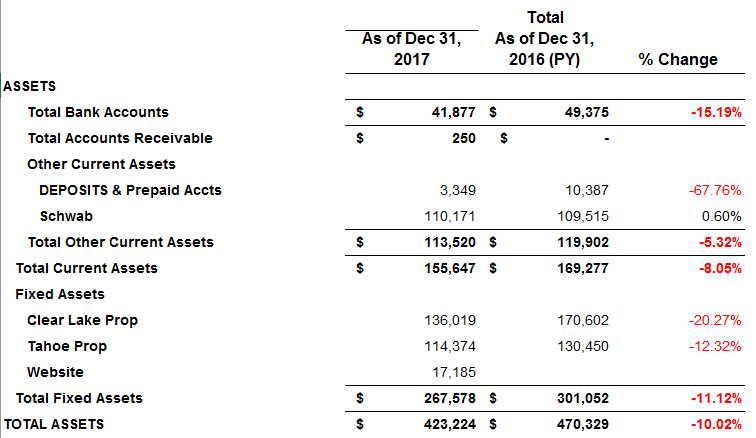 Total
As of Dec 31, As of Dec 31,
2017 2016 (PY) % Change
ASSETS
Total Bank Accounts $ 41,877 $ 49,375 -15.19%
Total Accounts Receivable $ 250 $ -
Other Current Assets
DEPOSITS & Prepaid Accts 3,349 10,387 -67.76%
Schwab 110,171 109,515 0.60%
Total Other Current Assets $ 113,520 $ 119,902 -5.32%
Total Current Assets $ 155,647 $ 169,277 -8.05%
Fixed Assets
Clear Lake Prop 136,019 170,602 -20.27%
Tahoe Prop 114,374 130,450 -12.32%
Website 17,185
Total Fixed Assets $ 267,578 $ 301,052 -11.12%
TOTAL ASSETS $ 423,224 $ 470,329 -10.02%